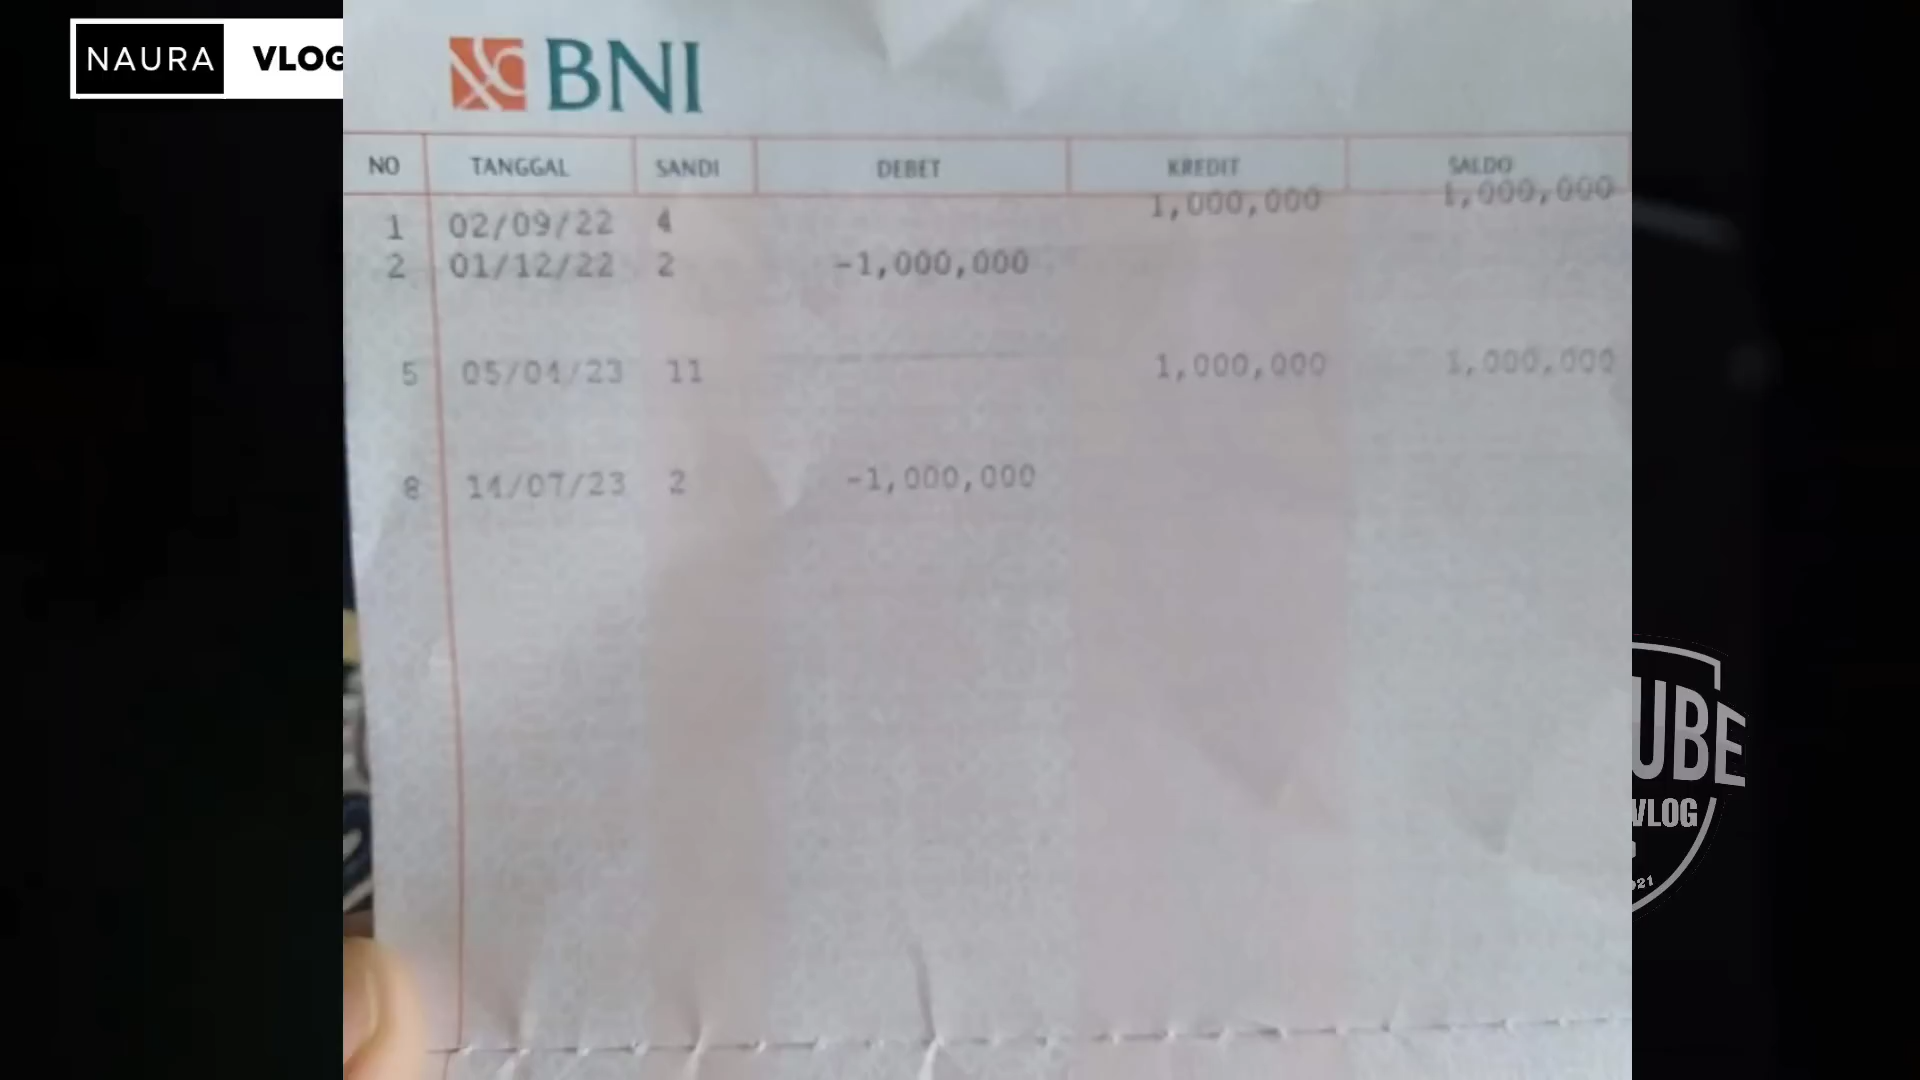 NAURA VLOG
BNI
NO TANGGAL SANDI DEBET KREDIT SALDO
1 02/09/22 4 1,000,000 1,000,000
2 01/12/22 2 -1,000,000
5 05/04/23 11 1,000,000 1,000,000
8 14/07/23 2 -1,000,000
UBE
VLOG
021